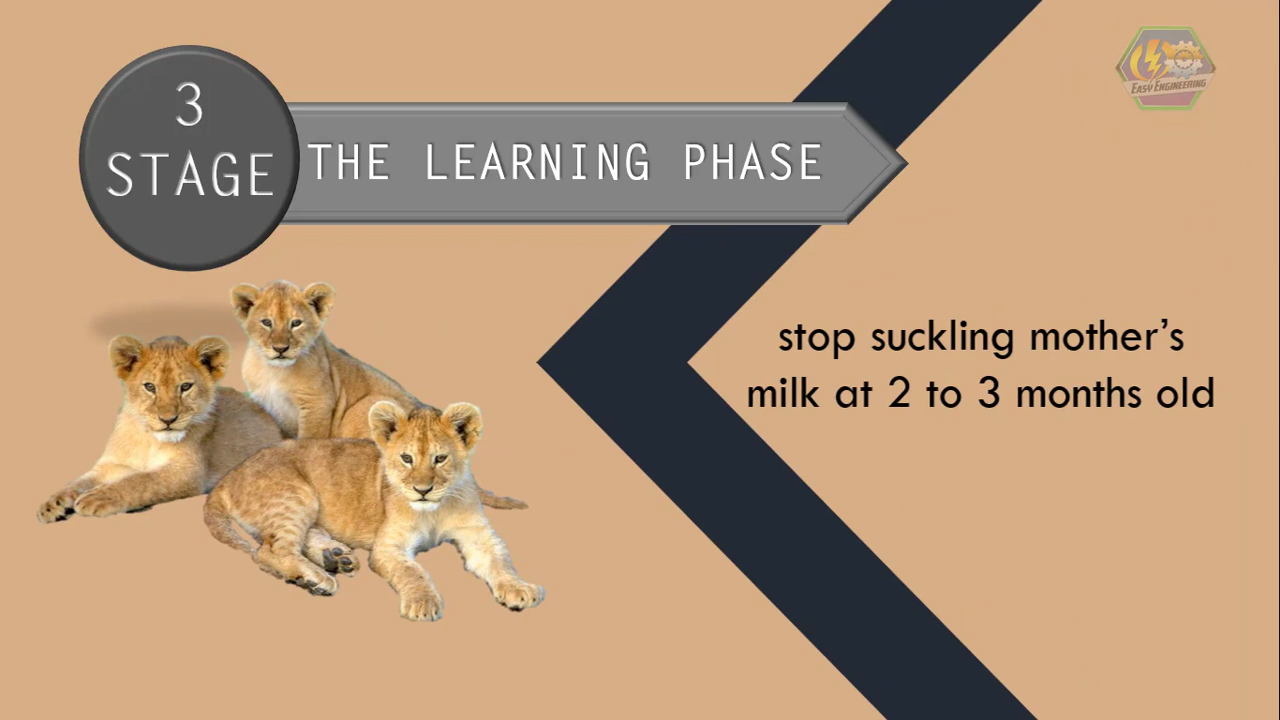 3
STAGE
THE LEARNING PHASE
EASY ENGINEERING
stop suckling mother’s
milk at 2 to 3 months old